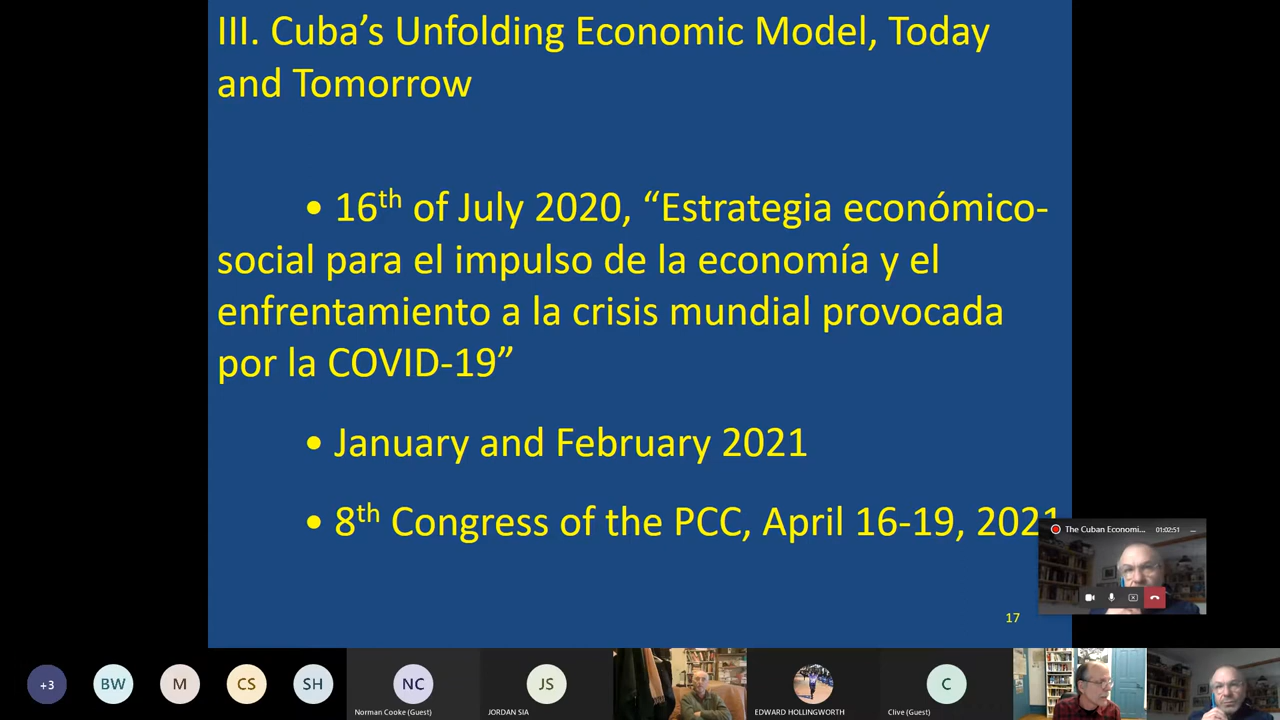 III. Cuba’s Unfolding Economic Model, Today
and Tomorrow
• 16th of July 2020, “Estrategia económico-
social para el impulso de la economía y el
enfrentamiento a la crisis mundial provocada
por la COVID-19”
• January and February 2021
• 8th Congress of the PCC, April 16-19, 2021
The Cuban Economi... 01:02:51
17
+3
BW
M
CS
SH
NC
JS
C
Norman Cooke (Guest)
JORDAN SIA
EDWARD HOLLINGWORTH
Clive (Guest)